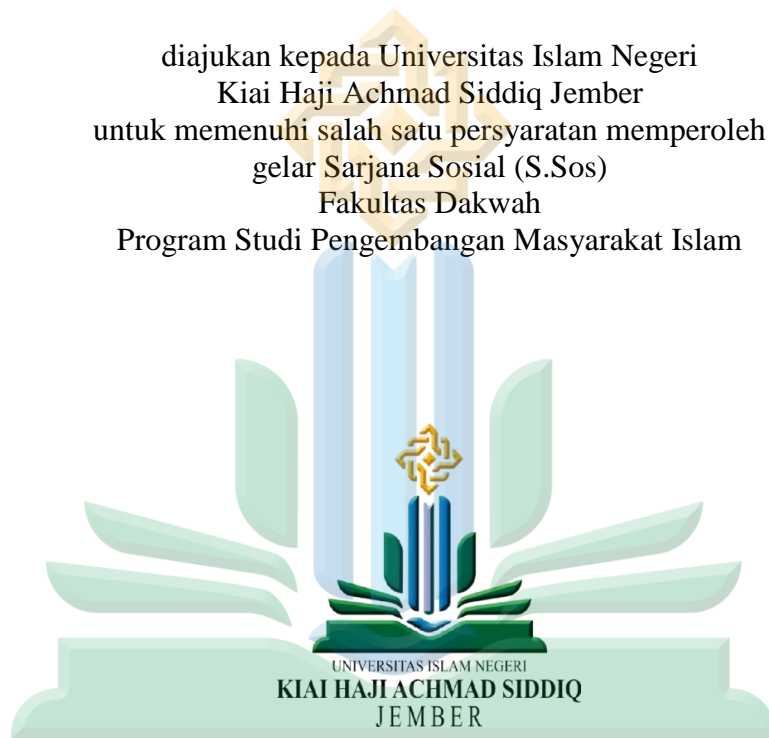 diajukan kepada Universitas Islam Negeri
Kiai Haji Achmad Siddiq Jember
untuk memenuhi salah satu persyaratan memperoleh
gelar Sarjana Sosial (S.Sos)
Fakultas Dakwah
Program Studi Pengembangan Masyarakat Islam
UNIVERSITAS ISLAM NEGERI
KIAI HAJI ACHMAD SIDDIQ
JEMBER